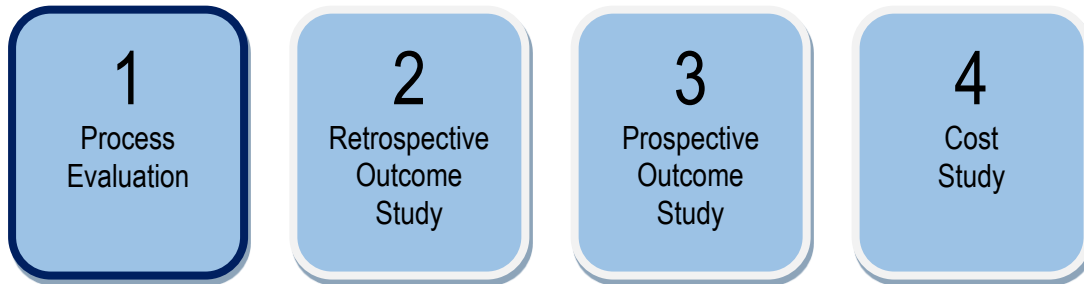 1
Process
Evaluation
2
Retrospective
Outcome
Study
3
Prospective
Outcome
Study
4
Cost
Study